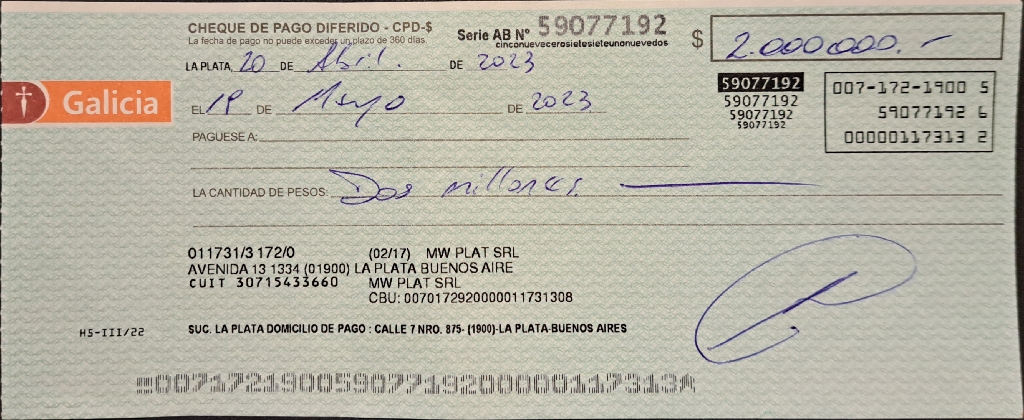 CHEQUE DE PAGO DIFERIDO - CPD-$
La fecha de pago no puede exceder un plazo de 360 días.
Serie AB Nº 59077192
cinconuevecerosietesieteunonuevedos
$ 2.000.000.-
LA PLATA, 20 DE Abril. DE 2023
Galicia
EL 19 DE Mayo DE 2023
59077192
59077192
59077192
59077192
007-172-1900 5
59077192 6
00000117313 2
PAGUESE A:
LA CANTIDAD DE PESOS: Dos millones.
011731/3 172/0 (02/17) MW PLAT SRL
AVENIDA 13 1334 (01900) LA PLATA BUENOS AIRE
CUIT 30715433660 MW PLAT SRL
CBU: 0070172920000011731308
HS-III/22
SUC. LA PLATA DOMICILIO DE PAGO : CALLE 7 NRO. 875- (1900)-LA PLATA-BUENOS AIRES
00717219005907719200000117313